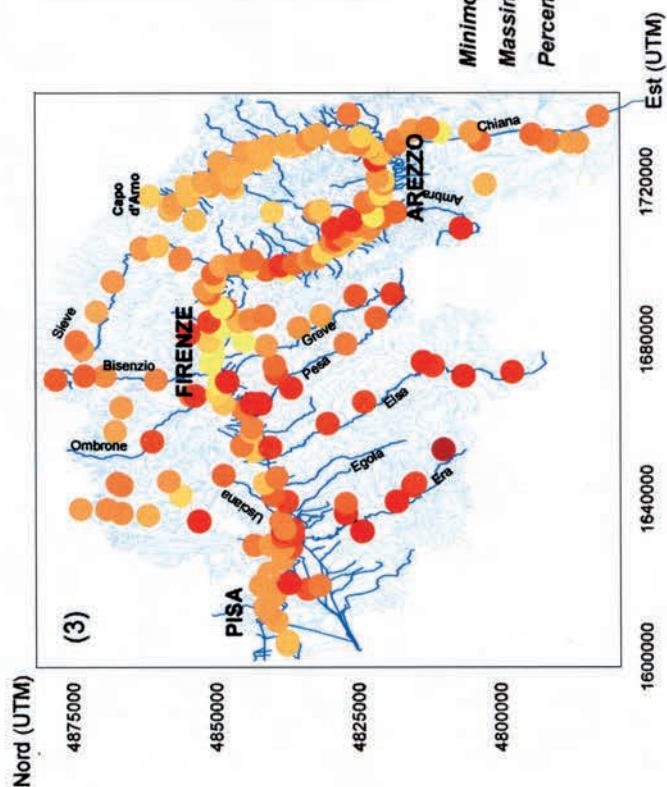 Nord (UTM)
4875000
4850000
4825000
4800000
(3)
Capo
d'Arno
Sieve
Bisenzio
FIRENZE
Ombrone
Greve
Pesa
Elsa
Egola
Era
Usciana
PISA
AREZZO
Ambra
Chiana
1600000
1640000
1680000
1720000
Est (UTM)
Minimo
Massin
Percen